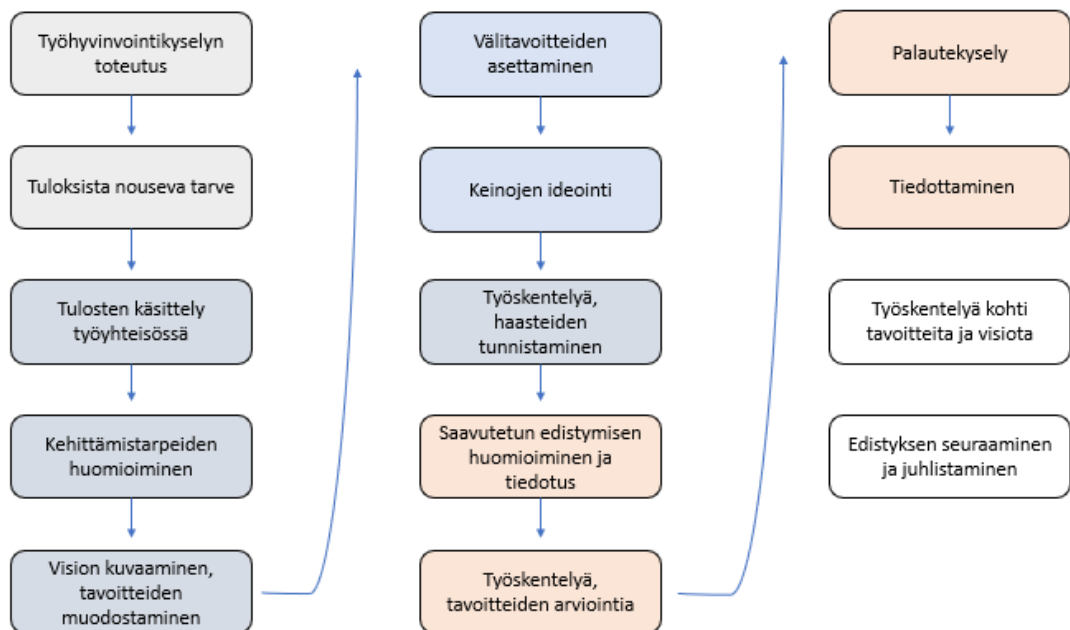 Työhyvinvointikyselyn
toteutus
Tuloksista nouseva tarve
Tulosten käsittely
työyhteisössä
Kehittämistarpeiden
huomioiminen
Vision kuvaaminen,
tavoitteiden
muodostaminen
Välitavoitteiden
asettaminen
Keinojen ideointi
Työskentelyä,
haasteiden
tunnistaminen
Saavutetun edistymisen
huomioiminen ja
tiedotus
Työskentelyä,
tavoitteiden arviointia
Palautekysely
Tiedottaminen
Työskentelyä kohti
tavoitteita ja visiota
Edistyksen seuraaminen
ja juhlistaminen